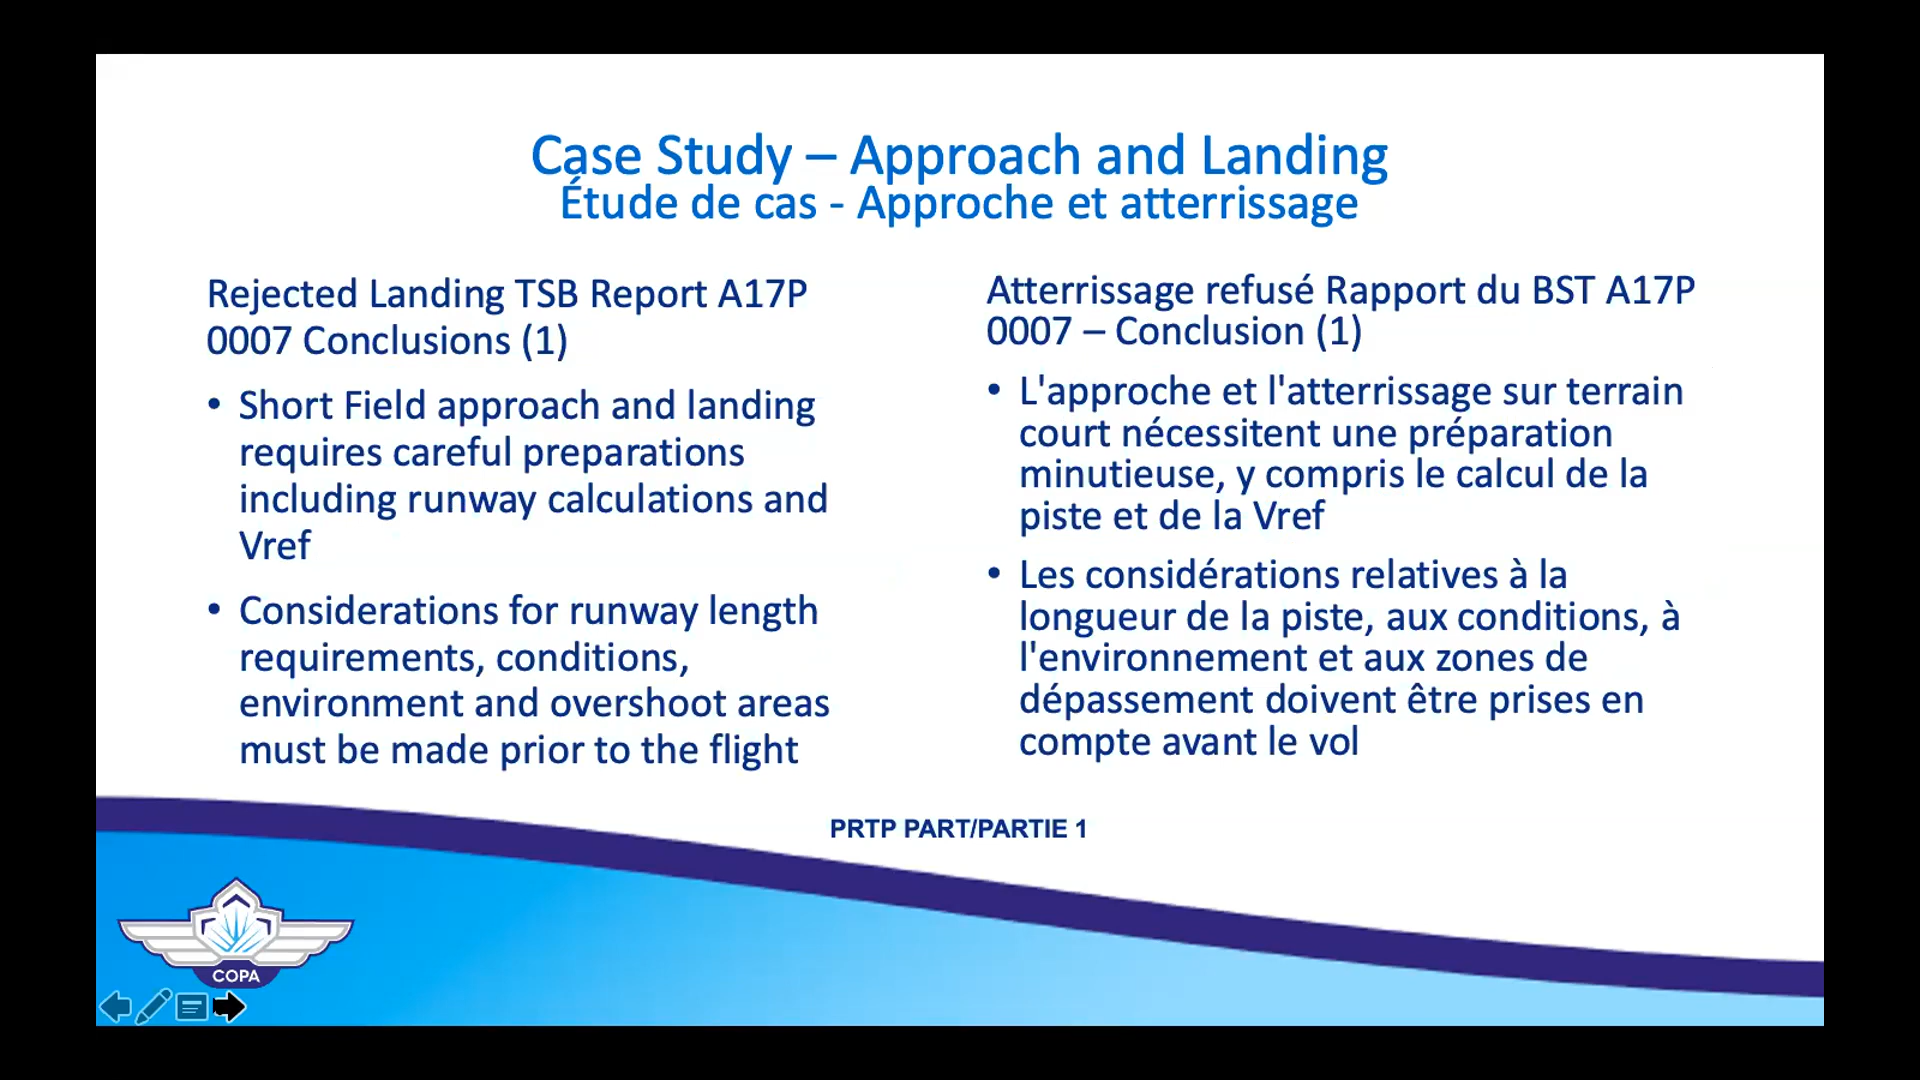 Case Study – Approach and Landing
Étude de cas - Approche et atterrissage
Rejected Landing TSB Report A17P
0007 Conclusions (1)
• Short Field approach and landing
requires careful preparations
including runway calculations and
Vref
• Considerations for runway length
requirements, conditions,
environment and overshoot areas
must be made prior to the flight
Atterrissage refusé Rapport du BST A17P
0007 – Conclusion (1)
• L'approche et l'atterrissage sur terrain
court nécessitent une préparation
minutieuse, y compris le calcul de la
piste et de la Vref
• Les considérations relatives à la
longueur de la piste, aux conditions, à
l'environnement et aux zones de
dépassement doivent être prises en
compte avant le vol
PRTP PART/PARTIE 1
COPA